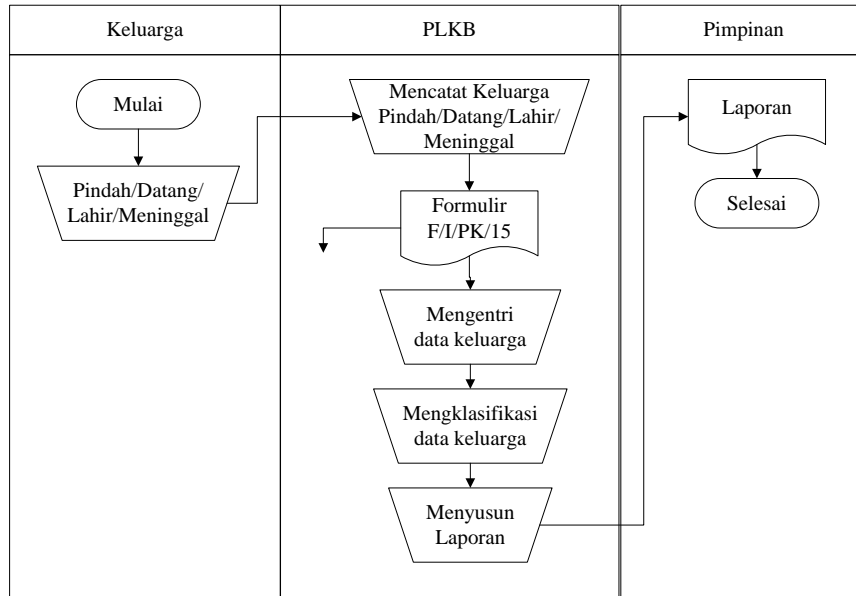 Keluarga
PLKB
Pimpinan
Mulai
Pindah/Datang/
Lahir/Meninggal
Mencatat Keluarga
Pindah/Datang/Lahir/
Meninggal
Formulir
F/I/PK/15
Mengentri
data keluarga
Mengklasifikasi
data keluarga
Menyusun
Laporan
Laporan
Selesai